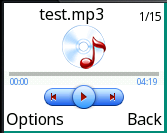 test.mp3 1/15
00:00 04:19
Options Back